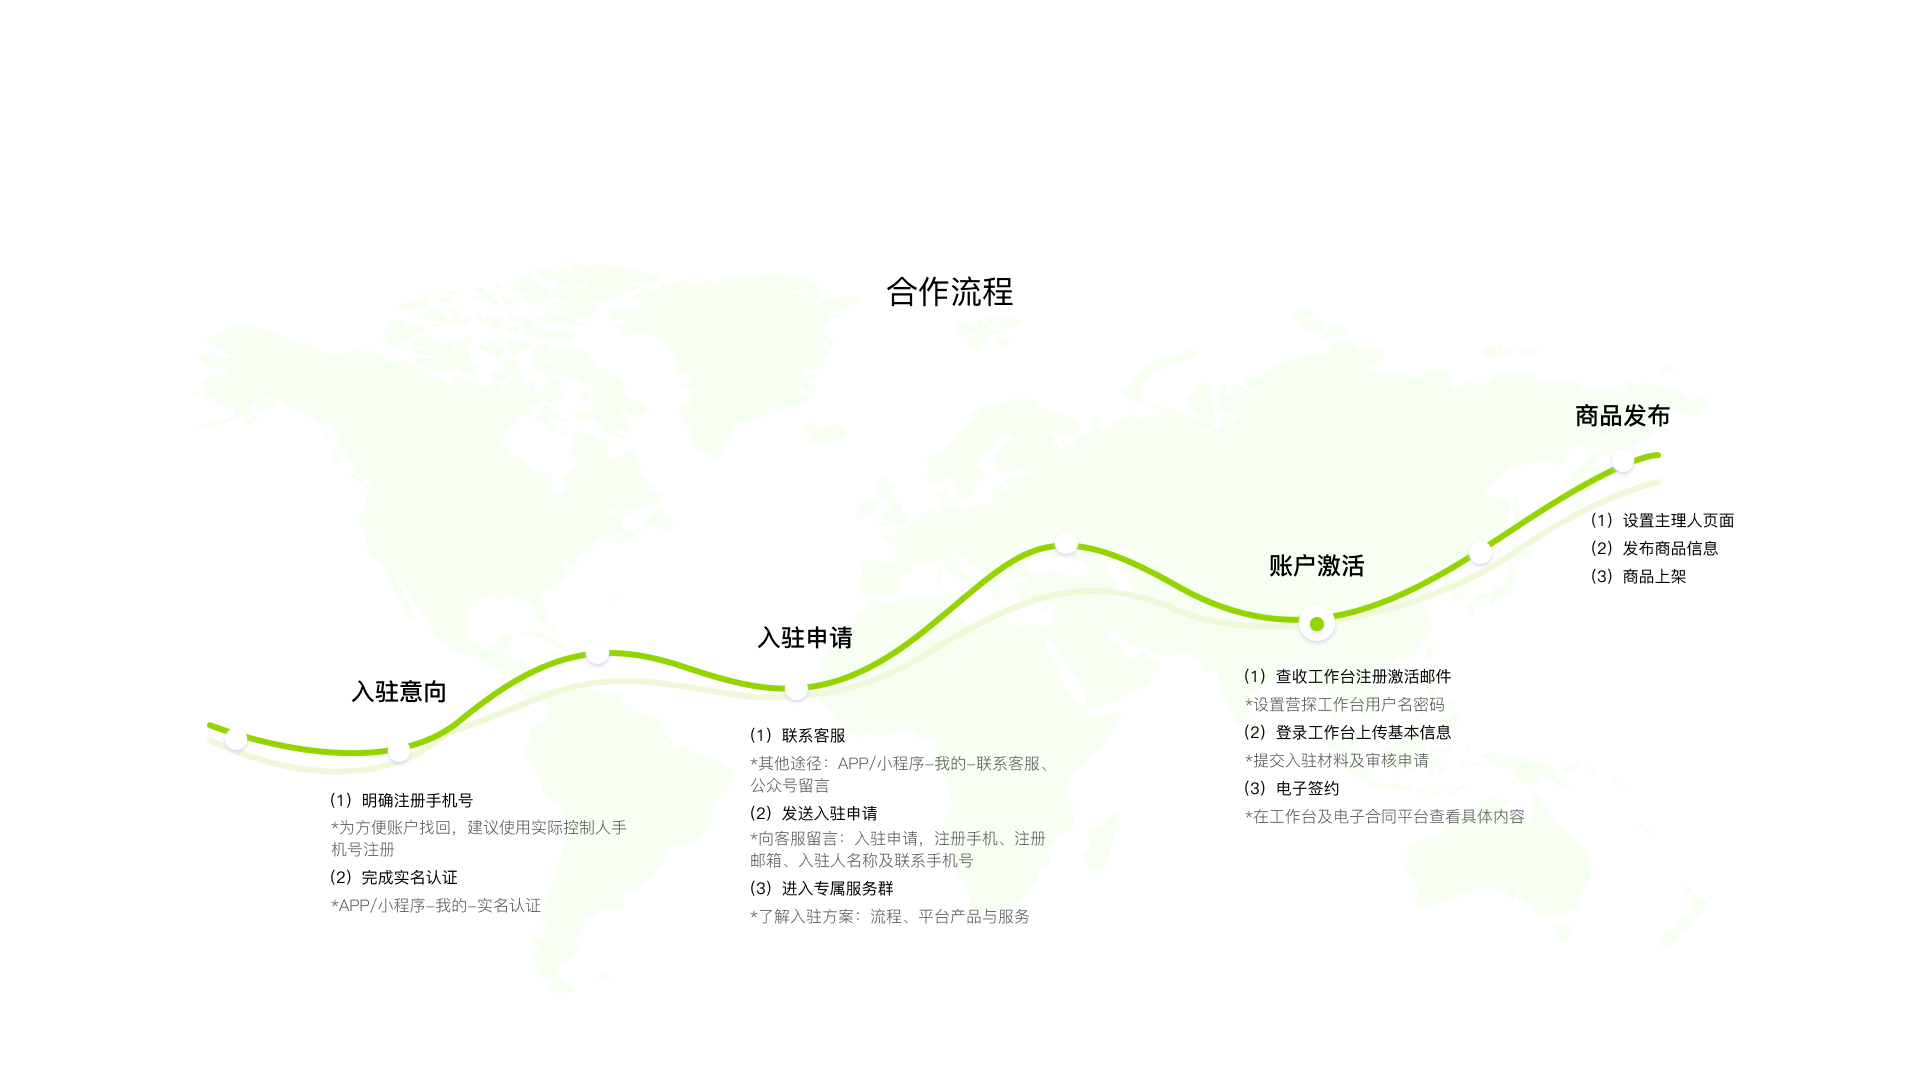 合作流程
入驻意向
（1）明确注册手机号
*为方便账户找回，建议使用实际控制人手
机号注册
（2）完成实名认证
*APP/小程序–我的–实名认证
入驻申请
（1）联系客服
*其他途径：APP/小程序–我的–联系客服、
公众号留言
（2）发送入驻申请
*向客服留言：入驻申请，注册手机、注册
邮箱、入驻人名称及联系手机号
（3）进入专属服务群
*了解入驻方案：流程、平台产品与服务
账户激活
（1）查收工作台注册激活邮件
*设置营探工作台用户名密码
（2）登录工作台上传基本信息
*提交入驻材料及审核申请
（3）电子签约
*在工作台及电子合同平台查看具体内容
商品发布
（1）设置主理人页面
（2）发布商品信息
（3）商品上架